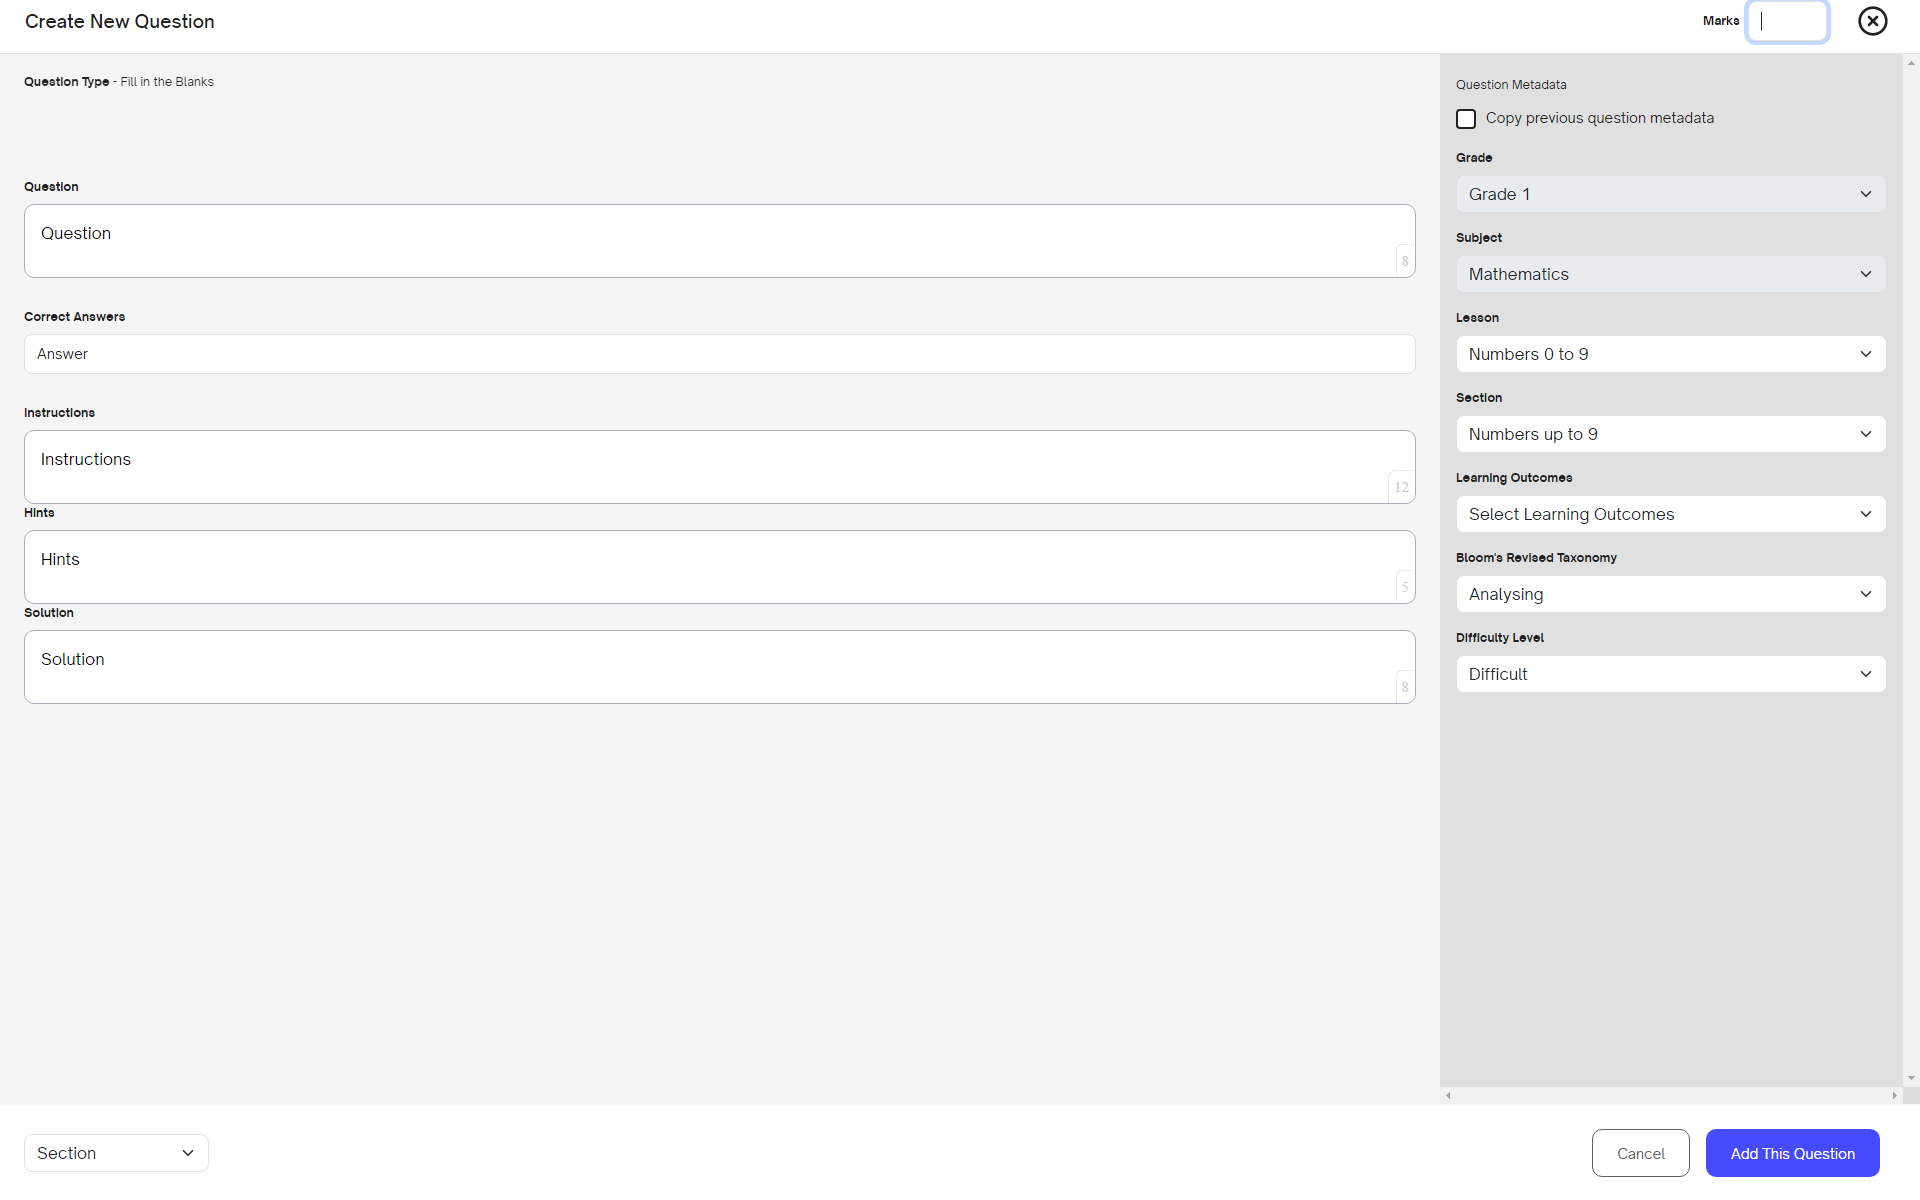 Create New Question
Marks
Question Type - Fill in the Blanks
Question
Question
8
Correct Answers
Answer
Instructions
Instructions
12
Hints
Hints
5
Solution
Solution
8
Question Metadata
Copy previous question metadata
Grade
Grade 1
Subject
Mathematics
Lesson
Numbers 0 to 9
Section
Numbers up to 9
Learning Outcomes
Select Learning Outcomes
Bloom's Revised Taxonomy
Analysing
Difficulty Level
Difficult
Section
Cancel
Add This Question